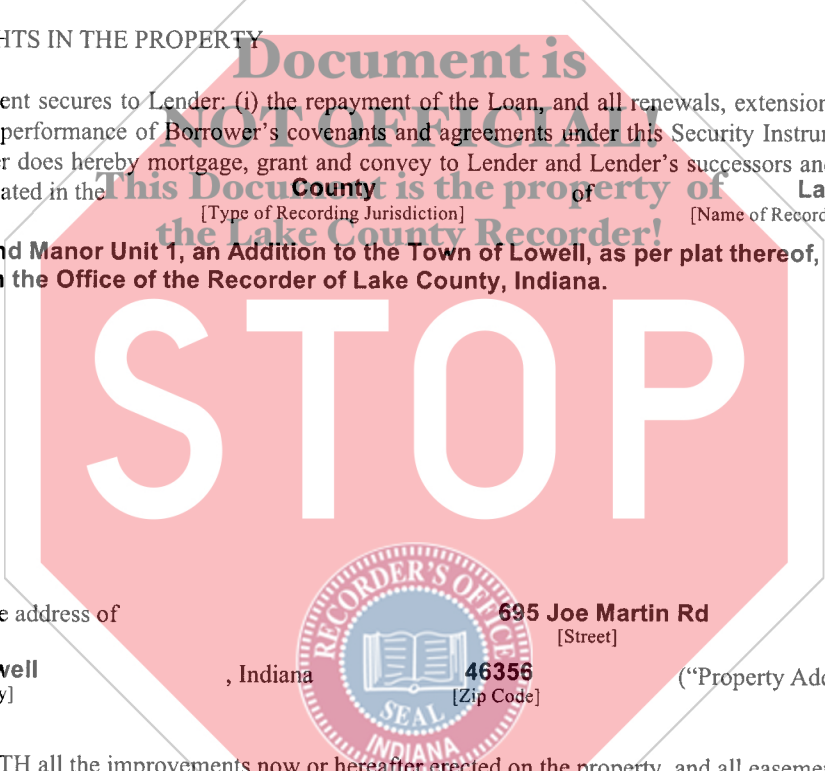 HTS IN THE PROPERTY
Document is
ent secures to Lender: (i) the repayment of the Loan, and all renewals, extension
NOT OFFICIAL!
performance of Borrower's covenants and agreements under this Security Instru
r does hereby mortgage, grant and convey to Lender and Lender's successors an
This Document is the property of
ated in the County of La
[Type of Recording Jurisdiction] [Name of Record
the Lake County Recorder!
nd Manor Unit 1, an Addition to the Town of Lowell, as per plat thereof,
n the Office of the Recorder of Lake County, Indiana.
STOP
RECORDER'S OFFICE
e address of 695 Joe Martin Rd
[Street]
well , Indiana 46356 ("Property Add
y] [Zip Code]
SEAL
INDIANA
TH all the improvements now or hereafter erected on the property, and all easeme